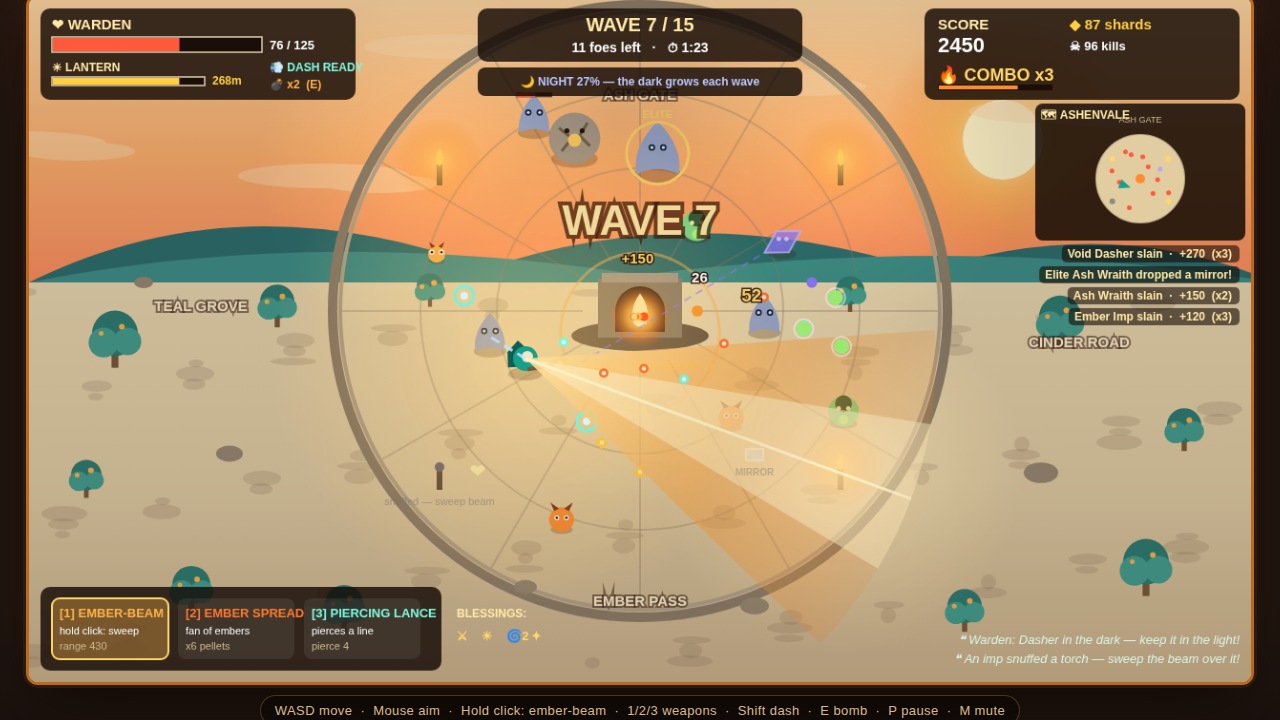 ❤ WARDEN
76 / 125
☀ LANTERN
268m
💨 DASH READY
💣 x2 (E)
WAVE 7 / 15
11 foes left · ⏱ 1:23
🌙 NIGHT 27% — the dark grows each wave
SCORE
2450
◆ 87 shards
☠ 96 kills
🔥 COMBO x3
🗺 ASHENVALE
ASH GATE
ASH GATE
ELITE
WAVE 7
+150
26
52
Void Dasher slain · +270 (x3)
Elite Ash Wraith dropped a mirror!
Ash Wraith slain · +150 (x2)
Ember Imp slain · +120 (x3)
TEAL GROVE
CINDER ROAD
MIRROR
snuffed — sweep beam
EMBER PASS
[1] EMBER-BEAM
hold click: sweep
range 430
[2] EMBER SPREAD
fan of embers
x6 pellets
[3] PIERCING LANCE
pierces a line
pierce 4
BLESSINGS:
⚔ ☀ 🌀2 ✦
❝ Warden: Dasher in the dark — keep it in the light!
❝ An imp snuffed a torch — sweep the beam over it!
WASD move · Mouse aim · Hold click: ember-beam · 1/2/3 weapons · Shift dash · E bomb · P pause · M mute